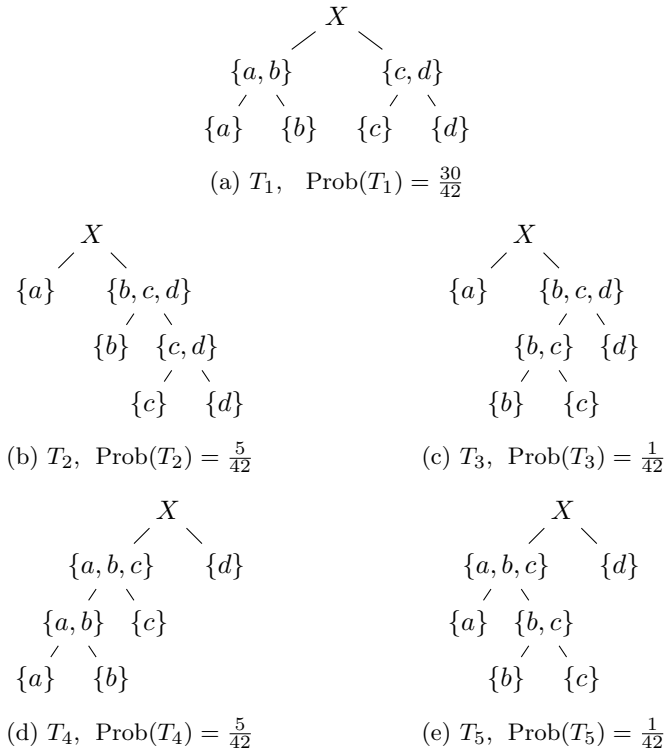 X
{a, b} {c, d}
{a} {b} {c} {d}
(a) T₁, Prob(T₁) = 30/42
X X
{a} {b, c, d} {a} {b, c, d}
{b} {c, d} {b, c} {d}
{c} {d} {b} {c}
(b) T₂, Prob(T₂) = 5/42 (c) T₃, Prob(T₃) = 1/42
X X
{a, b, c} {d} {a, b, c} {d}
{a, b} {c} {a} {b, c}
{a} {b} {b} {c}
(d) T₄, Prob(T₄) = 5/42 (e) T₅, Prob(T₅) = 1/42